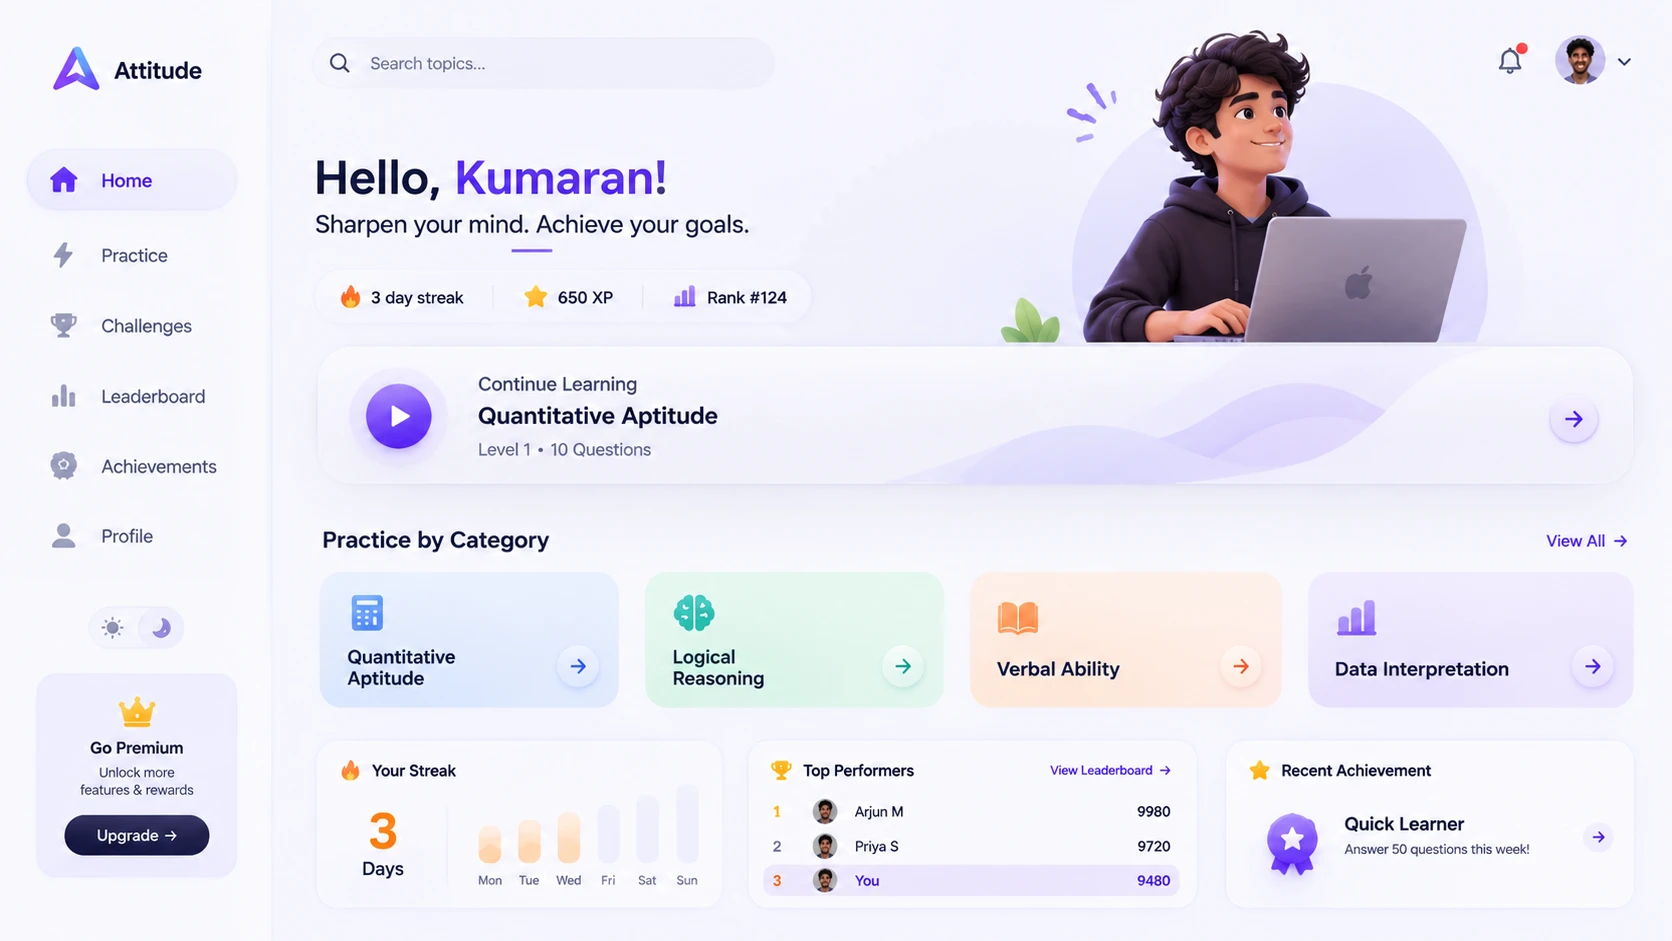 Attitude
Home
Practice
Challenges
Leaderboard
Achievements
Profile
Go Premium
Unlock more
features & rewards
Upgrade →
Search topics...
Hello, Kumaran!
Sharpen your mind. Achieve your goals.
3 day streak
650 XP
Rank #124
Continue Learning
Quantitative Aptitude
Level 1 • 10 Questions
Practice by Category
View All →
Quantitative
Aptitude
Logical
Reasoning
Verbal Ability
Data Interpretation
Your Streak
3
Days
Mon Tue Wed Fri Sat Sun
Top Performers
View Leaderboard →
1 Arjun M 9980
2 Priya S 9720
3 You 9480
Recent Achievement
Quick Learner
Answer 50 questions this week!